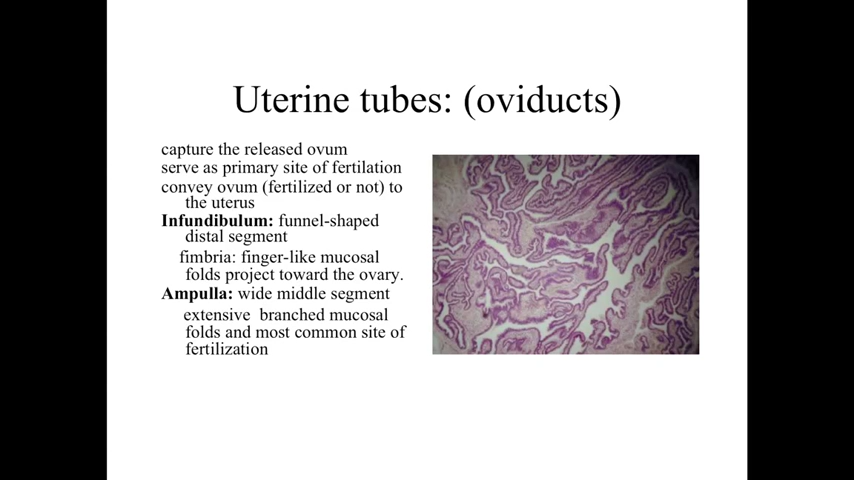 Uterine tubes: (oviducts)
capture the released ovum
serve as primary site of fertilation
convey ovum (fertilized or not) to
the uterus
Infundibulum: funnel-shaped
distal segment
fimbria: finger-like mucosal
folds project toward the ovary.
Ampulla: wide middle segment
extensive branched mucosal
folds and most common site of
fertilization